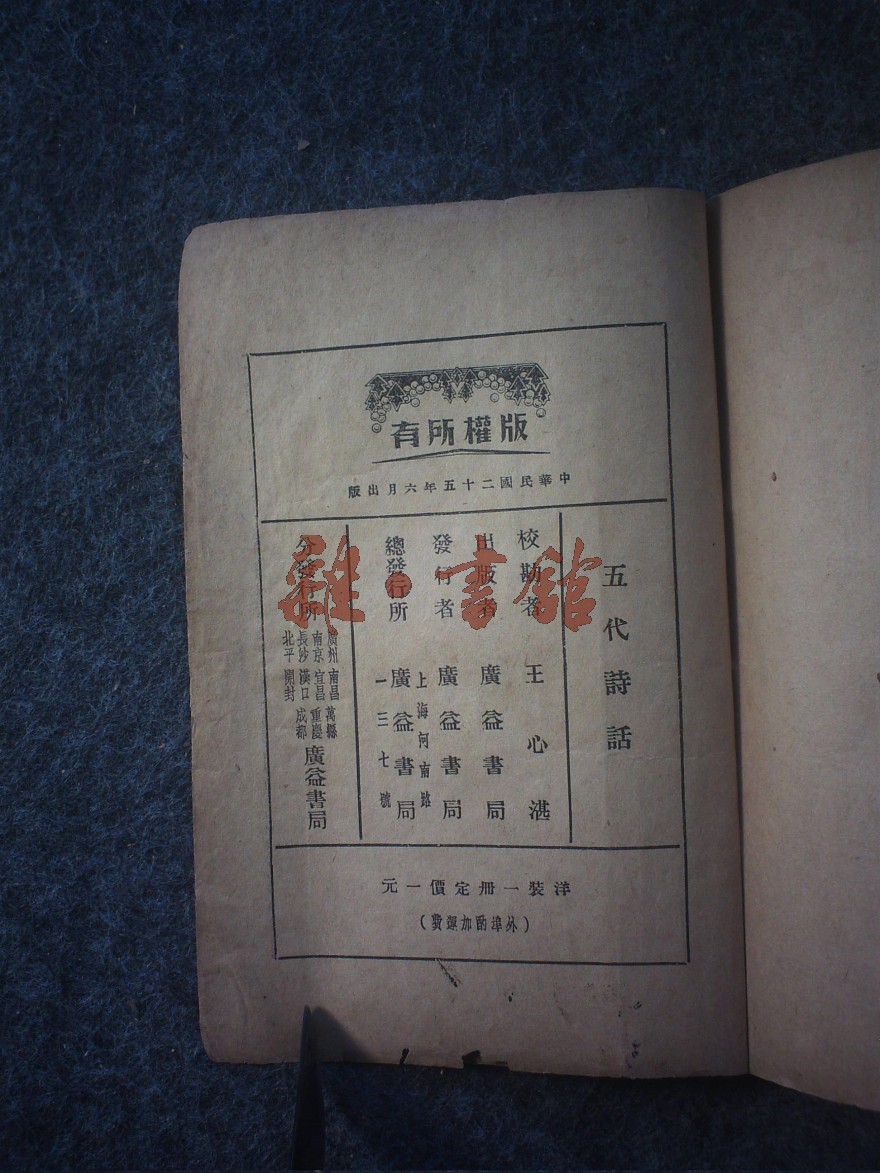 版權所有
中華民國二十五年六月出版
五代詩話
校勘者 王心湛
出版者 廣益書局
發行者 廣益書局
總發行所 上海河南路一三七號 廣益書局
分發行所 廣州 南昌 萬縣
南京 宜昌 重慶
長沙 漢口 成都
北平 開封
廣益書局
洋裝一冊定價一元
(外埠酌加運費)
雜·書館